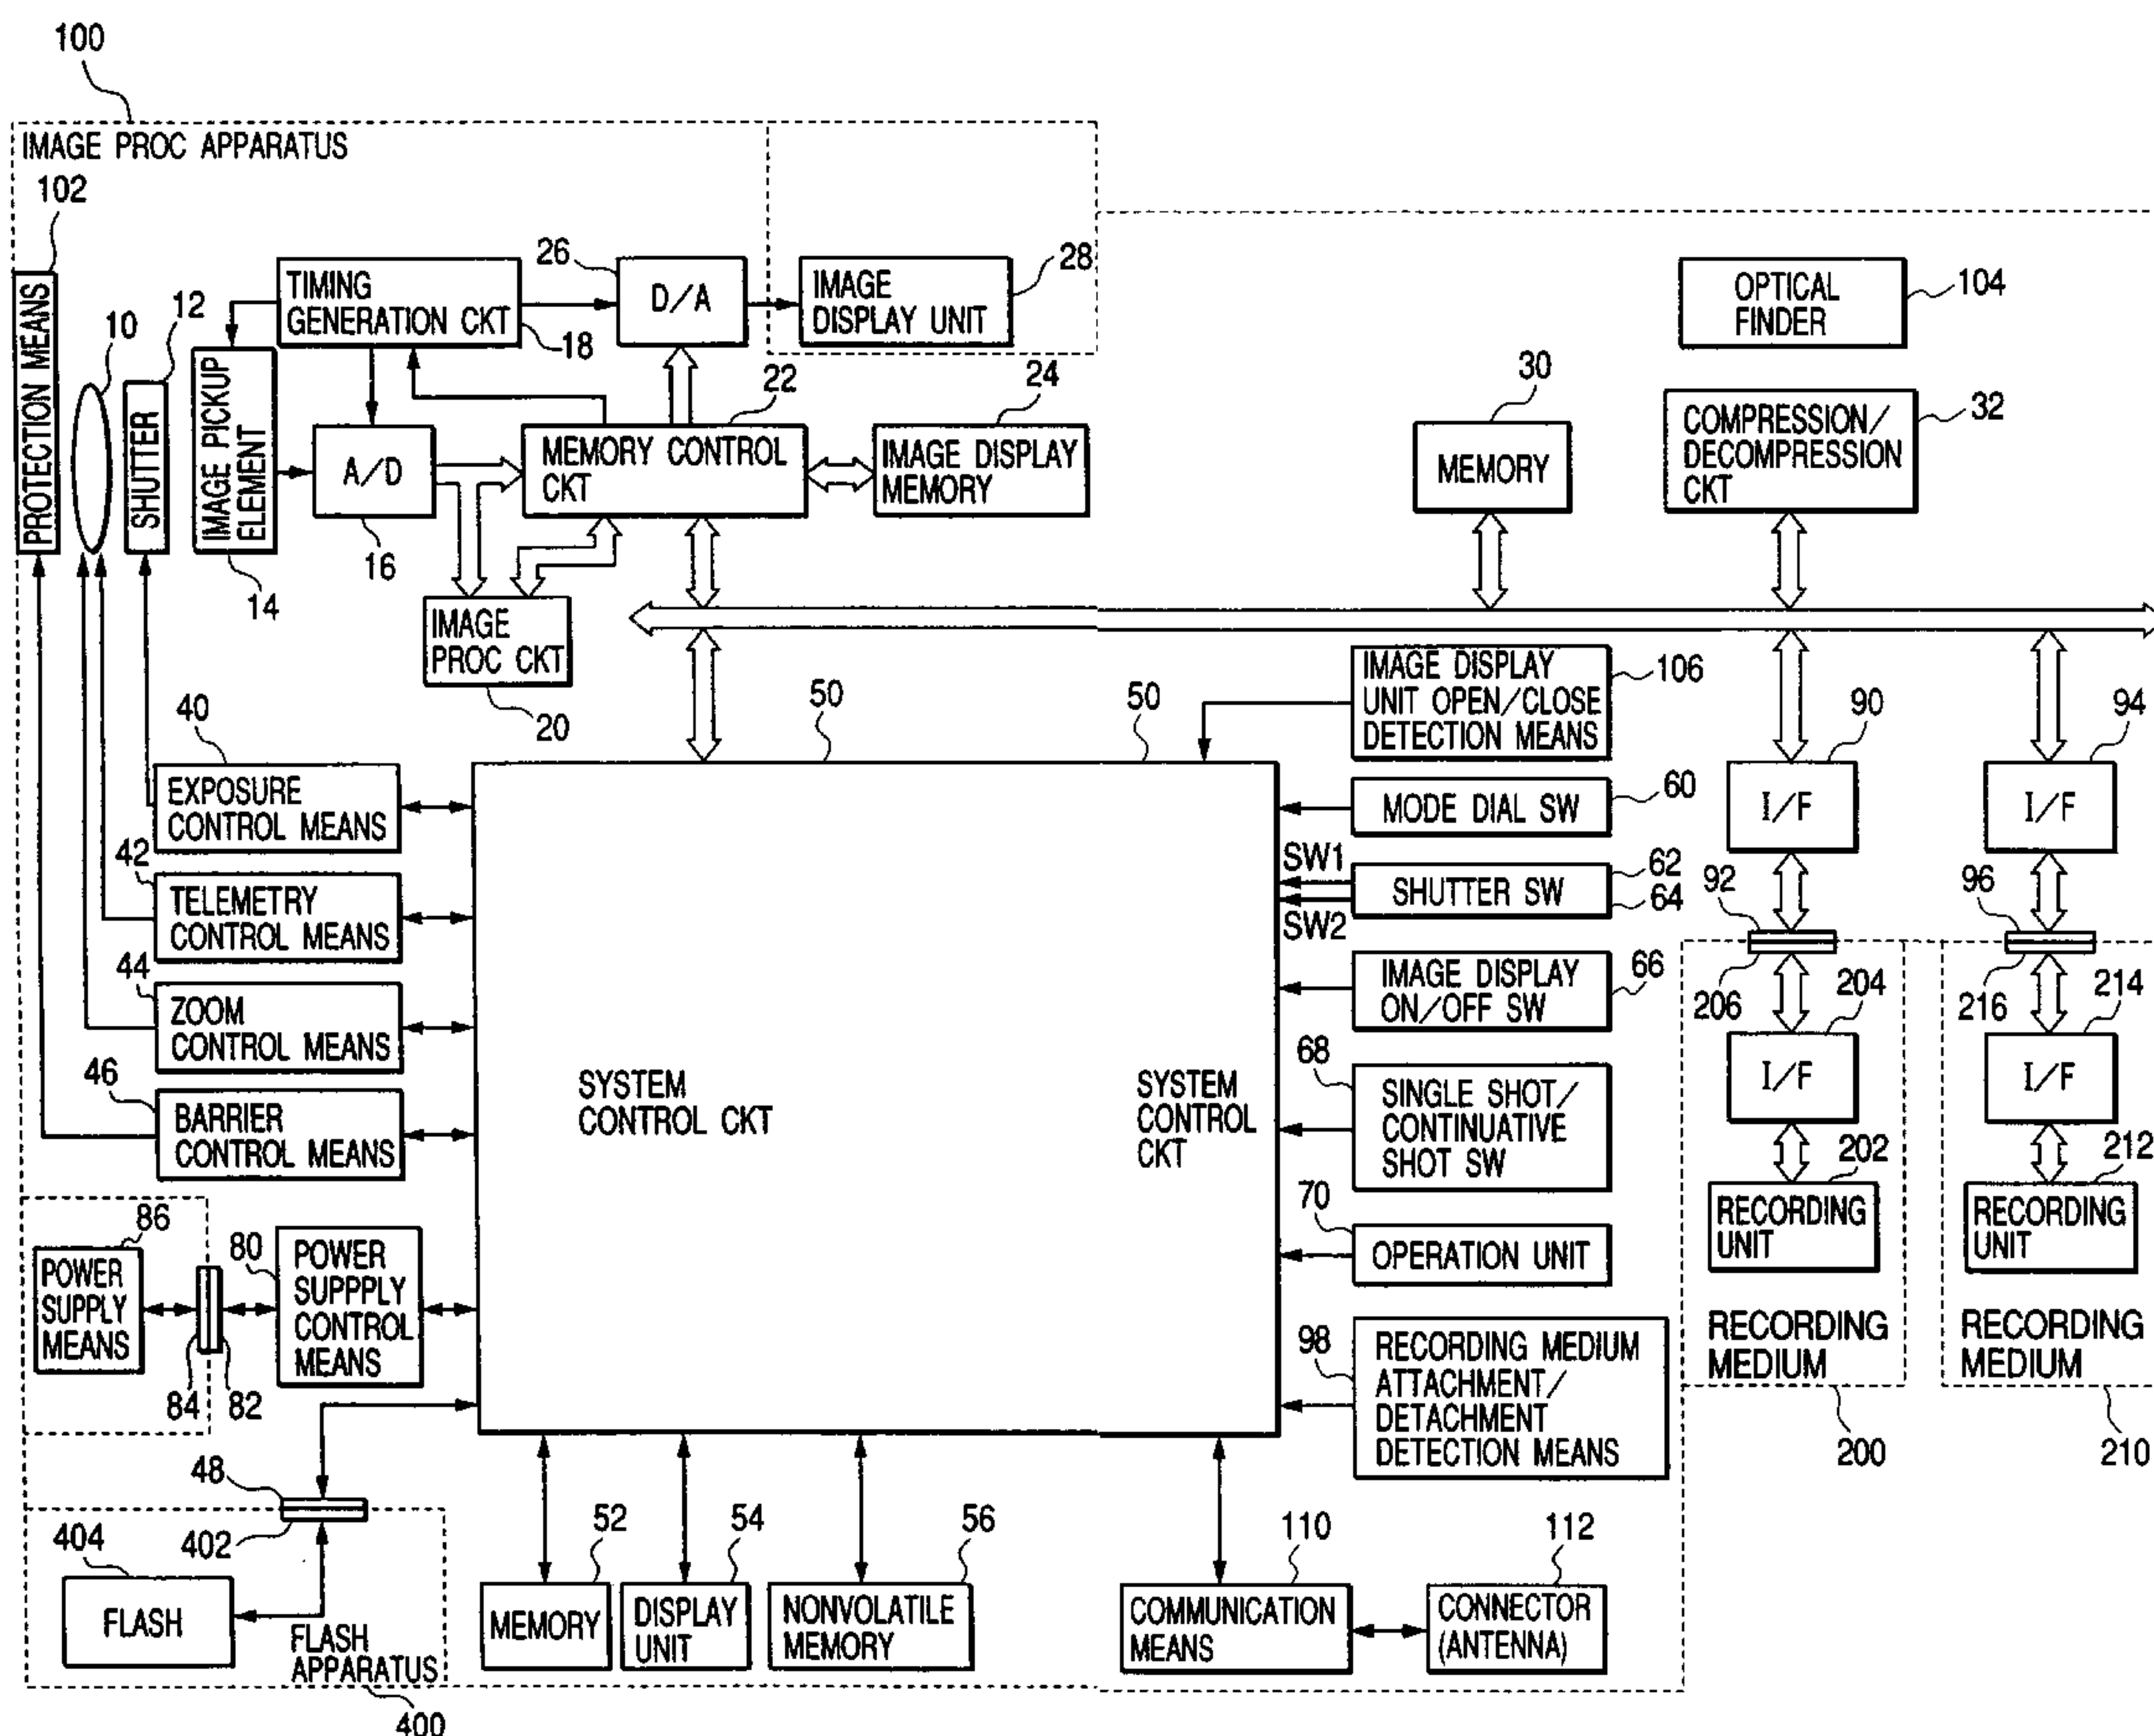 100
IMAGE PROC APPARATUS
102
PROTECTION MEANS
10
12
SHUTTER
IMAGE PICKUP
ELEMENT
14
TIMING
GENERATION CKT
18
26
D/A
IMAGE
DISPLAY UNIT
28
A/D
16
22
MEMORY CONTROL
CKT
24
IMAGE DISPLAY
MEMORY
IMAGE
PROC CKT
20
30
MEMORY
OPTICAL
FINDER
104
COMPRESSION/
DECOMPRESSION
CKT
32
40
EXPOSURE
CONTROL MEANS
42
TELEMETRY
CONTROL MEANS
44
ZOOM
CONTROL MEANS
46
BARRIER
CONTROL MEANS
50
50
SYSTEM
CONTROL CKT
SYSTEM
CONTROL
CKT
IMAGE DISPLAY
UNIT OPEN/CLOSE
DETECTION MEANS
106
MODE DIAL SW
60
SW1
SW2
SHUTTER SW
62
64
IMAGE DISPLAY
ON/OFF SW
66
68
SINGLE SHOT/
CONTINUATIVE
SHOT SW
70
OPERATION UNIT
98
RECORDING MEDIUM
ATTACHMENT/
DETACHMENT
DETECTION MEANS
90
I/F
92
206
204
I/F
202
RECORDING
UNIT
RECORDING
MEDIUM
200
94
I/F
96
216
214
I/F
212
RECORDING
UNIT
RECORDING
MEDIUM
210
86
POWER
SUPPLY
MEANS
84
82
80
POWER
SUPPPLY
CONTROL
MEANS
48
402
404
FLASH
FLASH
APPARATUS
400
52
MEMORY
54
DISPLAY
UNIT
56
NONVOLATILE
MEMORY
110
COMMUNICATION
MEANS
112
CONNECTOR
(ANTENNA)